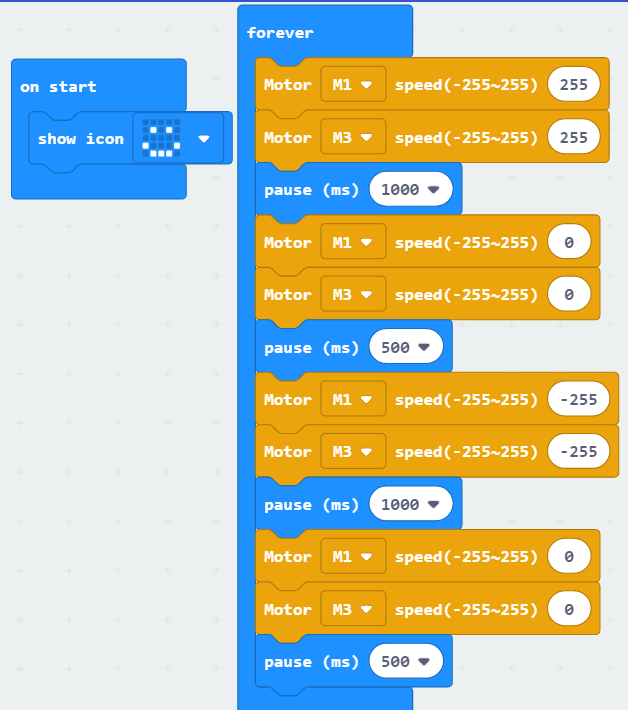 forever
on start
show icon
Motor M1 speed(-255~255) 255
Motor M3 speed(-255~255) 255
pause (ms) 1000
Motor M1 speed(-255~255) 0
Motor M3 speed(-255~255) 0
pause (ms) 500
Motor M1 speed(-255~255) -255
Motor M3 speed(-255~255) -255
pause (ms) 1000
Motor M1 speed(-255~255) 0
Motor M3 speed(-255~255) 0
pause (ms) 500